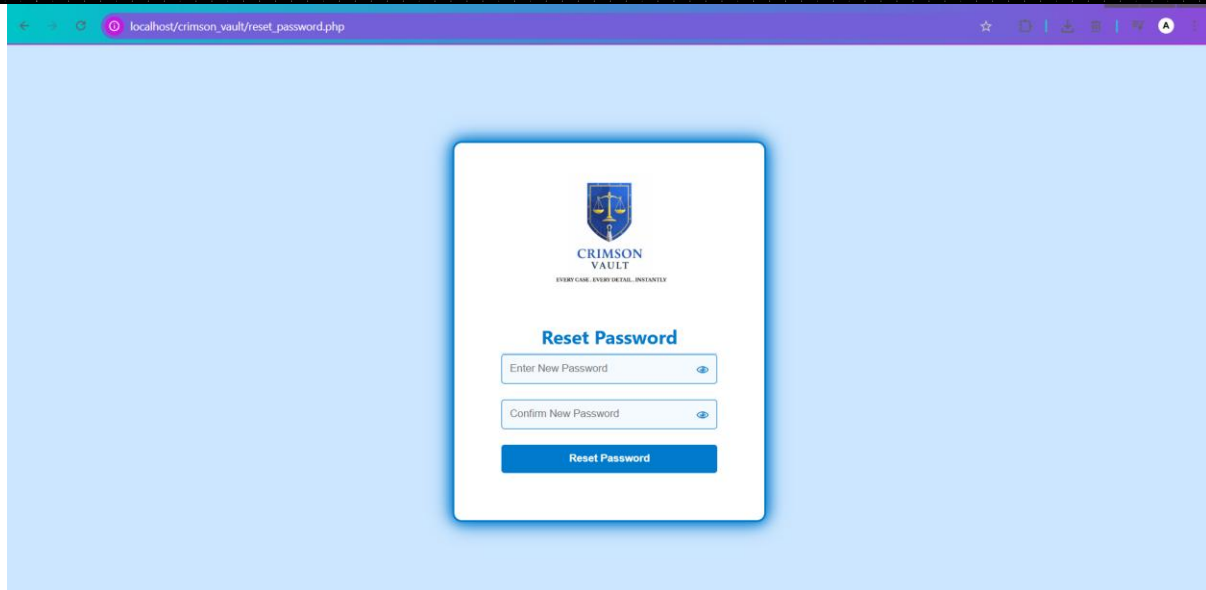 localhost/crimson_vault/reset_password.php
A
CRIMSON
VAULT
EVERY CASE. EVERY DETAIL. INSTANTLY
Reset Password
Enter New Password
Confirm New Password
Reset Password